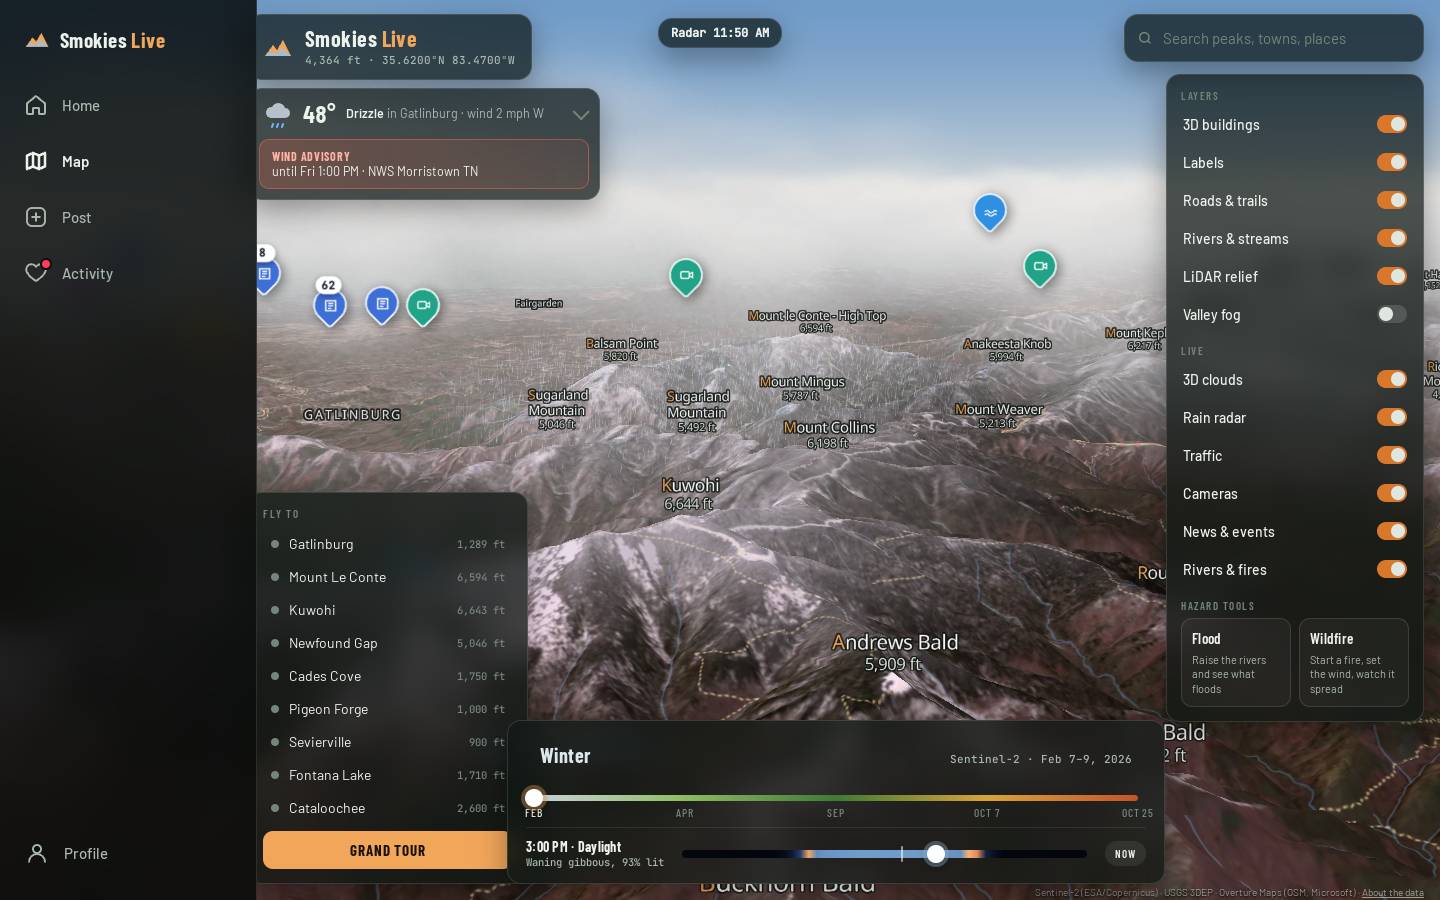 Smokies Live
Home
Map
Post
Activity
Profile
Smokies Live
4,364 ft · 35.6200°N 83.4700°W
48° Drizzle in Gatlinburg · wind 2 mph W
WIND ADVISORY
until Fri 1:00 PM · NWS Morristown TN
Radar 11:50 AM
Search peaks, towns, places
8
62
Fairgarden
Mount le Conte - High Top
6,594 ft
Balsam Point
5,820 ft
Anakeesta Knob
5,994 ft
Mount Kep
6,217 ft
Mount Mingus
5,787 ft
Sugarland
Mountain
5,046 ft
Sugarland
Mountain
5,492 ft
Mount Weaver
5,213 ft
GATLINBURG
Mount Collins
6,198 ft
Kuwohi
6,644 ft
Rou
Andrews Bald
5,909 ft
Bald
2 ft
Buckhorn Bald
FLY TO
Gatlinburg 1,289 ft
Mount Le Conte 6,594 ft
Kuwohi 6,643 ft
Newfound Gap 5,046 ft
Cades Cove 1,750 ft
Pigeon Forge 1,000 ft
Sevierville 900 ft
Fontana Lake 1,710 ft
Cataloochee 2,600 ft
GRAND TOUR
Winter
Sentinel-2 · Feb 7-9, 2026
FEB APR SEP OCT 7 OCT 25
3:00 PM · Daylight
Waning gibbous, 93% lit
NOW
LAYERS
3D buildings
Labels
Roads & trails
Rivers & streams
LiDAR relief
Valley fog
LIVE
3D clouds
Rain radar
Traffic
Cameras
News & events
Rivers & fires
HAZARD TOOLS
Flood
Raise the rivers
and see what
floods
Wildfire
Start a fire, set
the wind, watch it
spread
Sentinel-2 (ESA/Copernicus) · USGS 3DEP · Overture Maps (OSM, Microsoft) · About the data